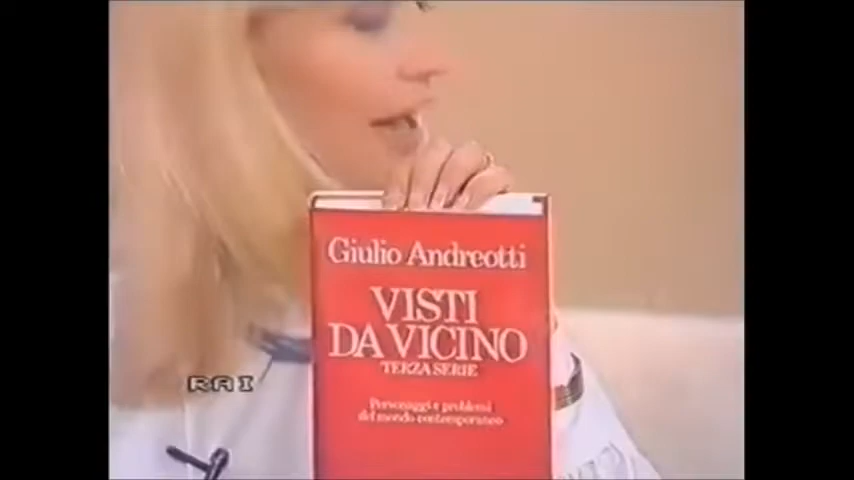 Giulio Andreotti
VISTI
DA VICINO
TERZA SERIE
Personaggi e problemi
del mondo contemporaneo
RAI